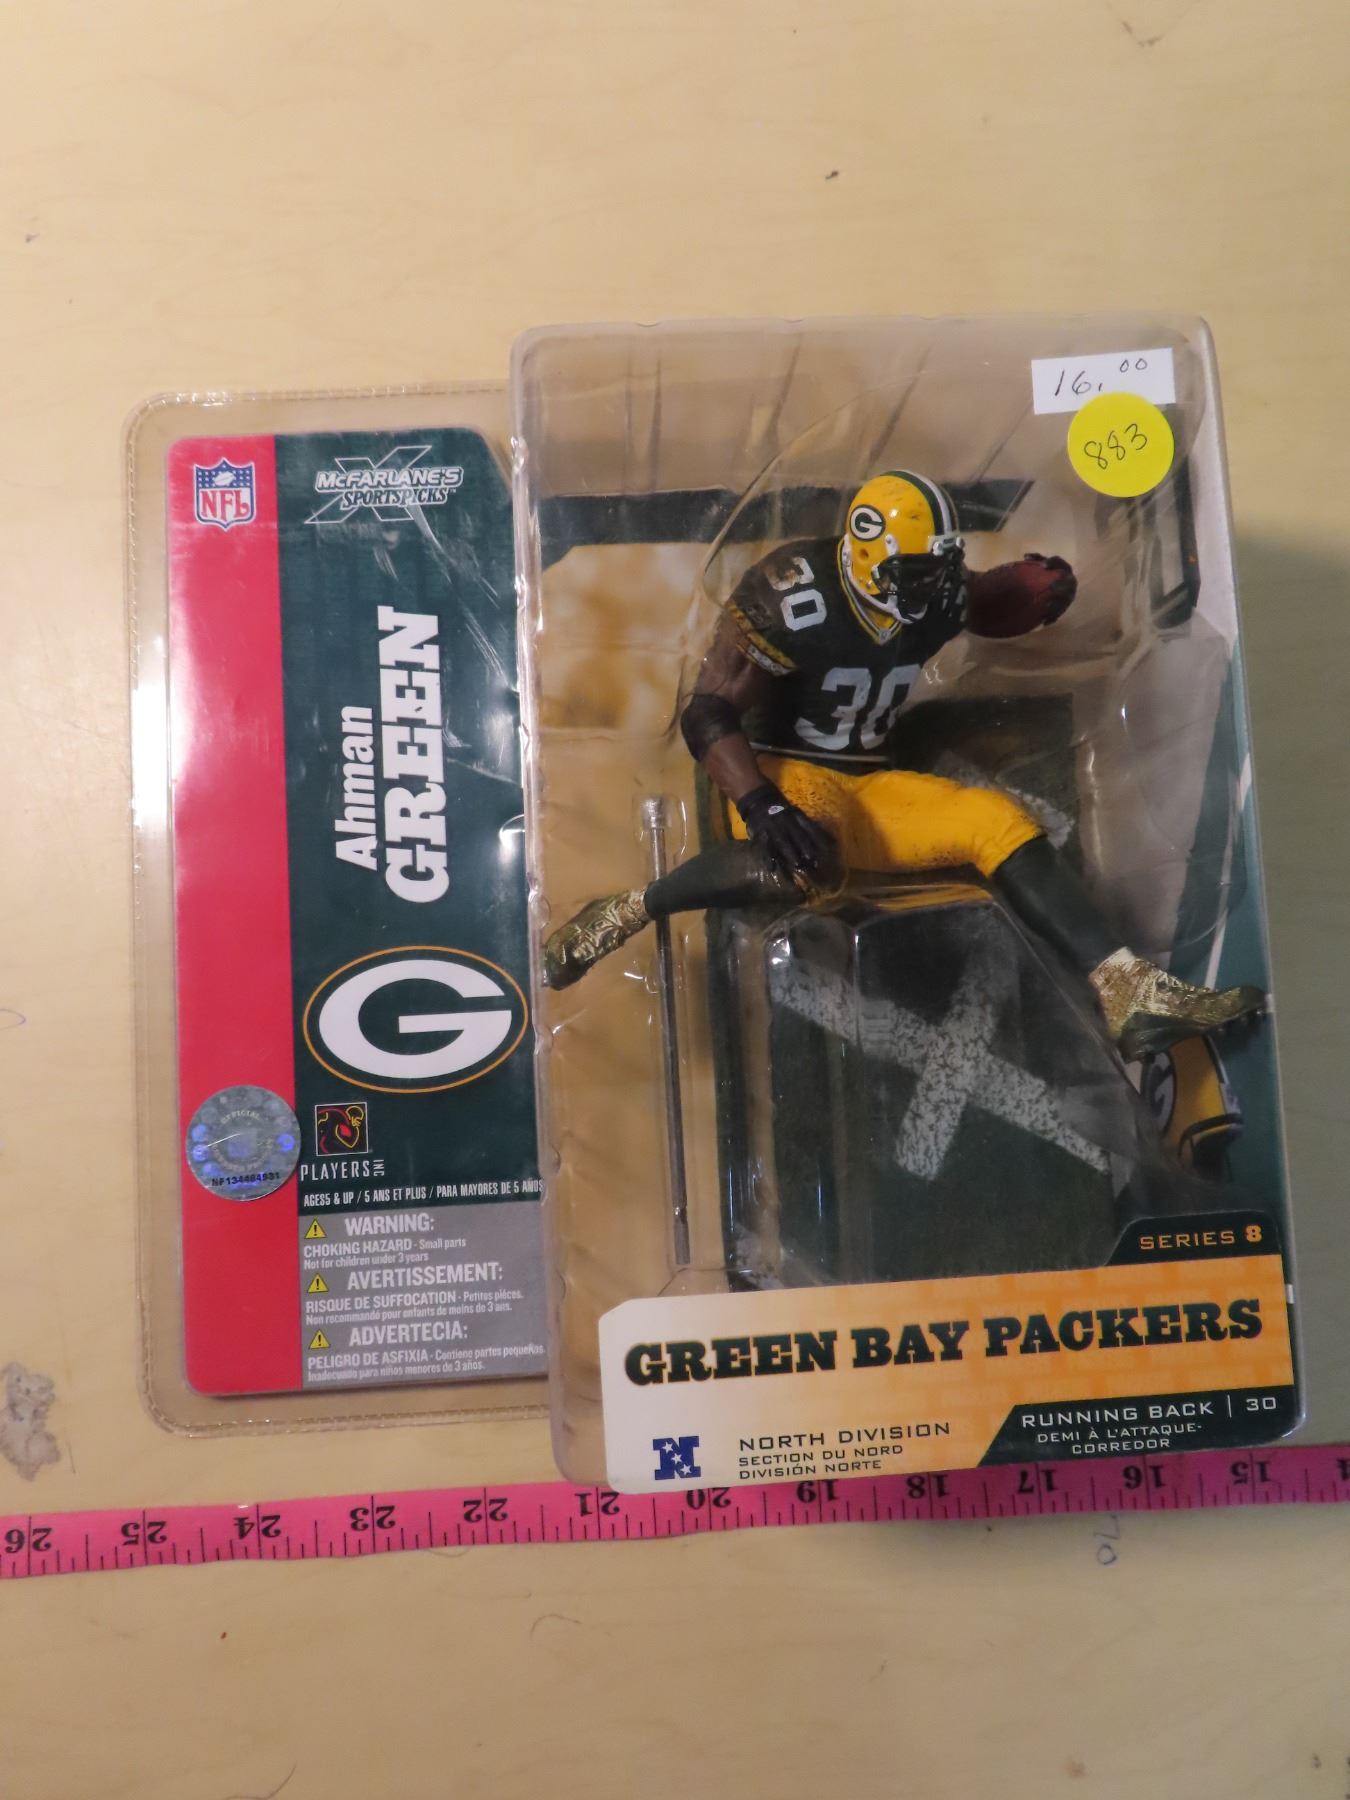 16.00
883
NFL
McFARLANE'S
SPORTSPICKS™
Ahman
GREEN
G
30
30
G
OFFICIAL
NF134484931
PLAYERS INC
AGES5 & UP / 5 ANS ET PLUS / PARA MAYORES DE 5 AÑOS
WARNING:
CHOKING HAZARD - Small parts
Not for children under 3 years
AVERTISSEMENT:
RISQUE DE SUFFOCATION - Petites pièces.
Non recommandé pour enfants de moins de 3 ans.
ADVERTECIA:
PELIGRO DE ASFIXIA - Contiene partes pequeñas.
Inadecuado para niños menores de 3 años.
SERIES 8
GREEN BAY PACKERS
N
NORTH DIVISION
SECTION DU NORD
DIVISIÓN NORTE
RUNNING BACK | 30
DEMI À L'ATTAQUE-
CORREDOR
26 25 24 23 22 21 20 19 18 17 16 15